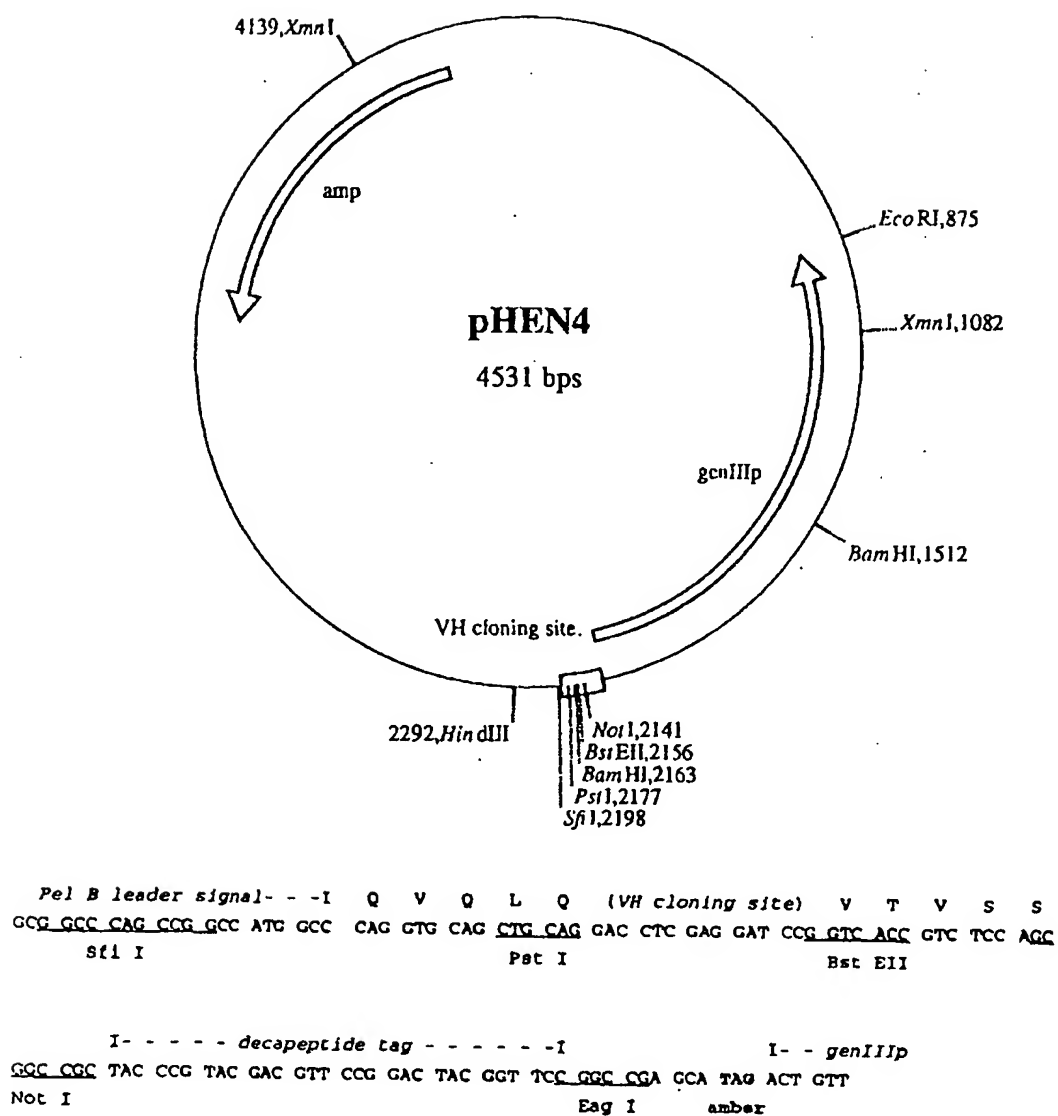 4139,XmnI
amp
EcoRI,875
pHEN4
XmnI,1082
4531 bps
genIIIp
BamHI,1512
VH cloning site.
2292,HindIII
NotI,2141
BstEII,2156
BamHI,2163
PstI,2177
SfiI,2198
Pel B leader signal- - -I Q V Q L Q (VH cloning site) V T V S S
GCG GCC CAG CCG GCC ATG GCC CAG GTG CAG CTG CAG GAC CTC GAG GAT CCG GTC ACC GTC TCC AGC
Sfi I Pst I Bst EII
I- - - - - decapeptide tag - - - - - -I I- - genIIIp
GGC CGC TAC CCG TAC GAC GTT CCG GAC TAC GGT TCC GGC CGA GCA TAG ACT GTT
Not I Eag I amber